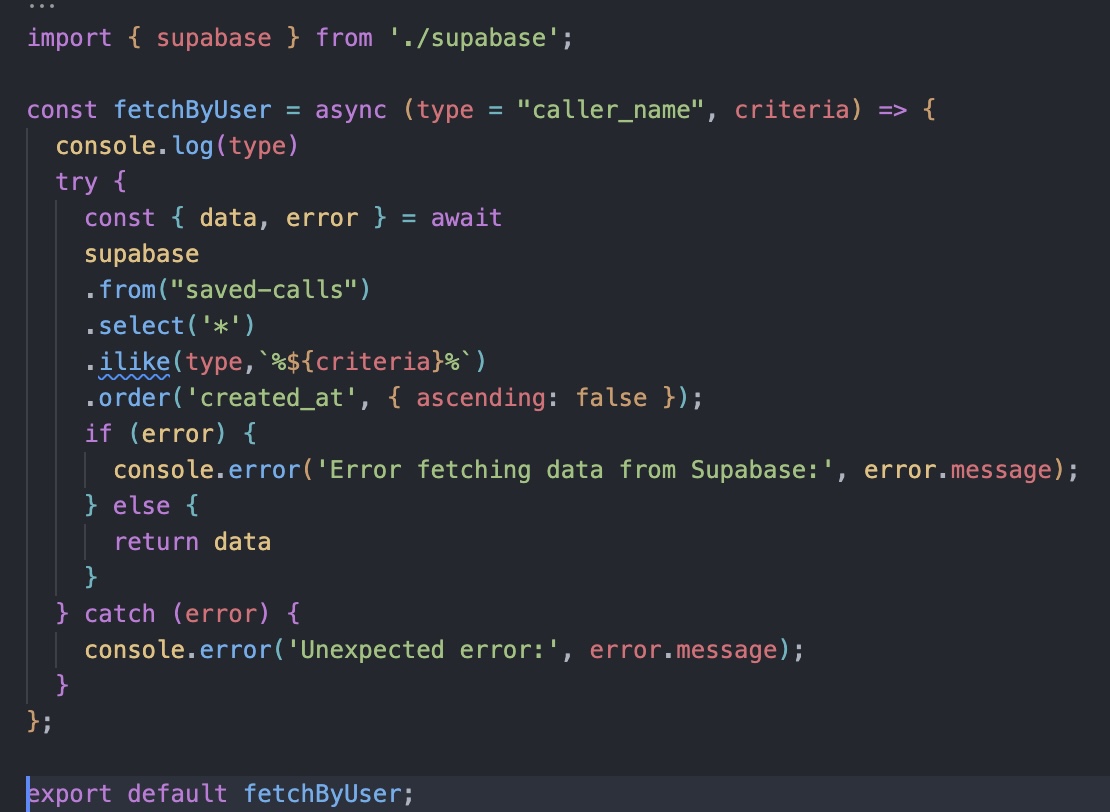 ...
import { supabase } from './supabase';
const fetchByUser = async (type = "caller_name", criteria) => {
console.log(type)
try {
const { data, error } = await
supabase
.from("saved-calls")
.select('*')
.ilike(type,`%${criteria}%`)
.order('created_at', { ascending: false });
if (error) {
console.error('Error fetching data from Supabase:', error.message);
} else {
return data
}
} catch (error) {
console.error('Unexpected error:', error.message);
}
};
export default fetchByUser;